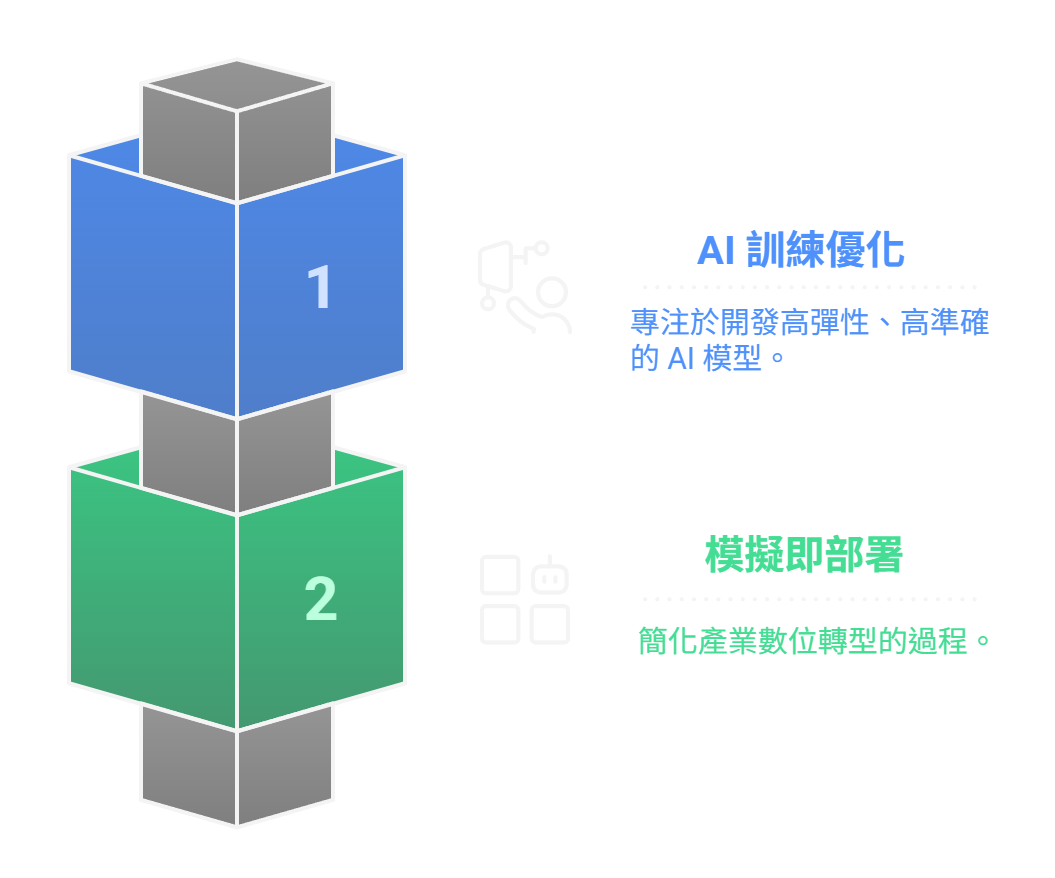 1
AI 訓練優化
專注於開發高彈性、高準確
的 AI 模型。
2
模擬即部署
簡化產業數位轉型的過程。